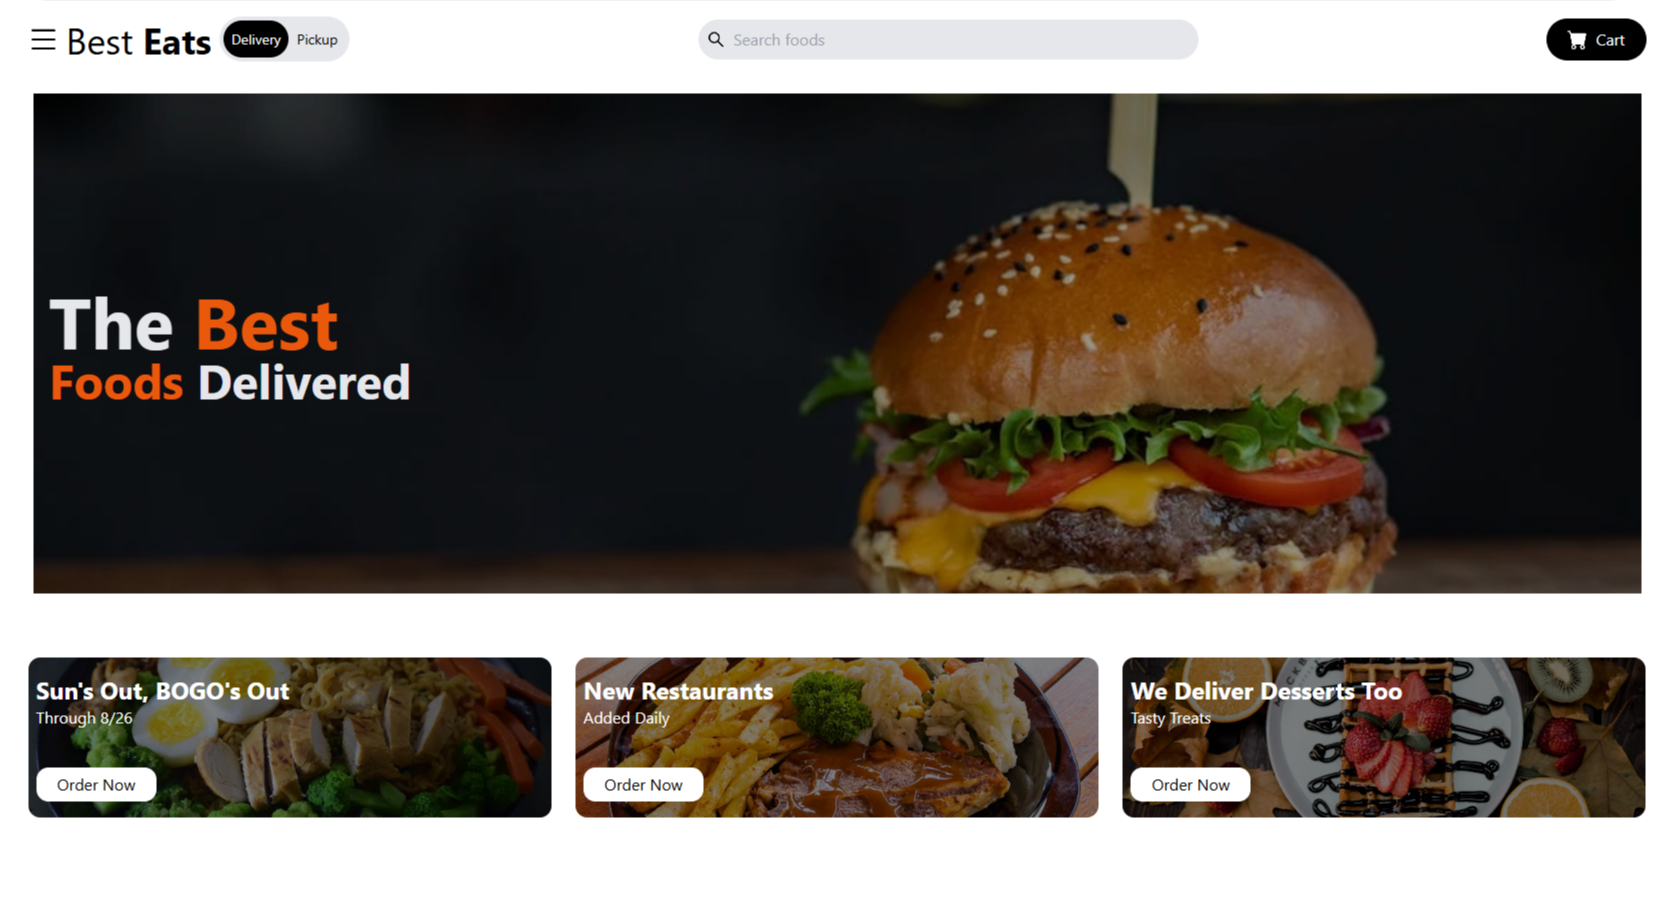 Best Eats
Delivery Pickup
Search foods
Cart
The Best
Foods Delivered
Sun's Out, BOGO's Out
Through 8/26
Order Now
New Restaurants
Added Daily
Order Now
We Deliver Desserts Too
Tasty Treats
Order Now